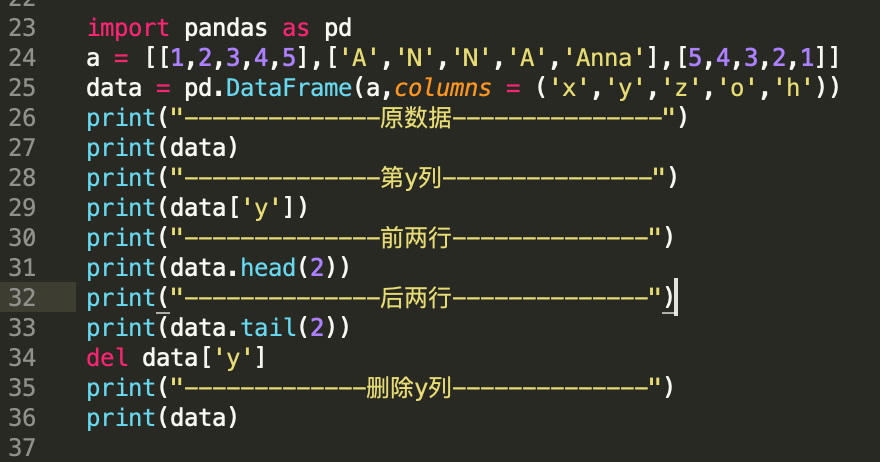 22
23 import pandas as pd
24 a = [[1,2,3,4,5],['A','N','N','A','Anna'],[5,4,3,2,1]]
25 data = pd.DataFrame(a,columns = ('x','y','z','o','h'))
26 print("--------------原数据---------------")
27 print(data)
28 print("--------------第y列---------------")
29 print(data['y'])
30 print("--------------前两行--------------")
31 print(data.head(2))
32 print("--------------后两行--------------")
33 print(data.tail(2))
34 del data['y']
35 print("-------------删除y列--------------")
36 print(data)
37